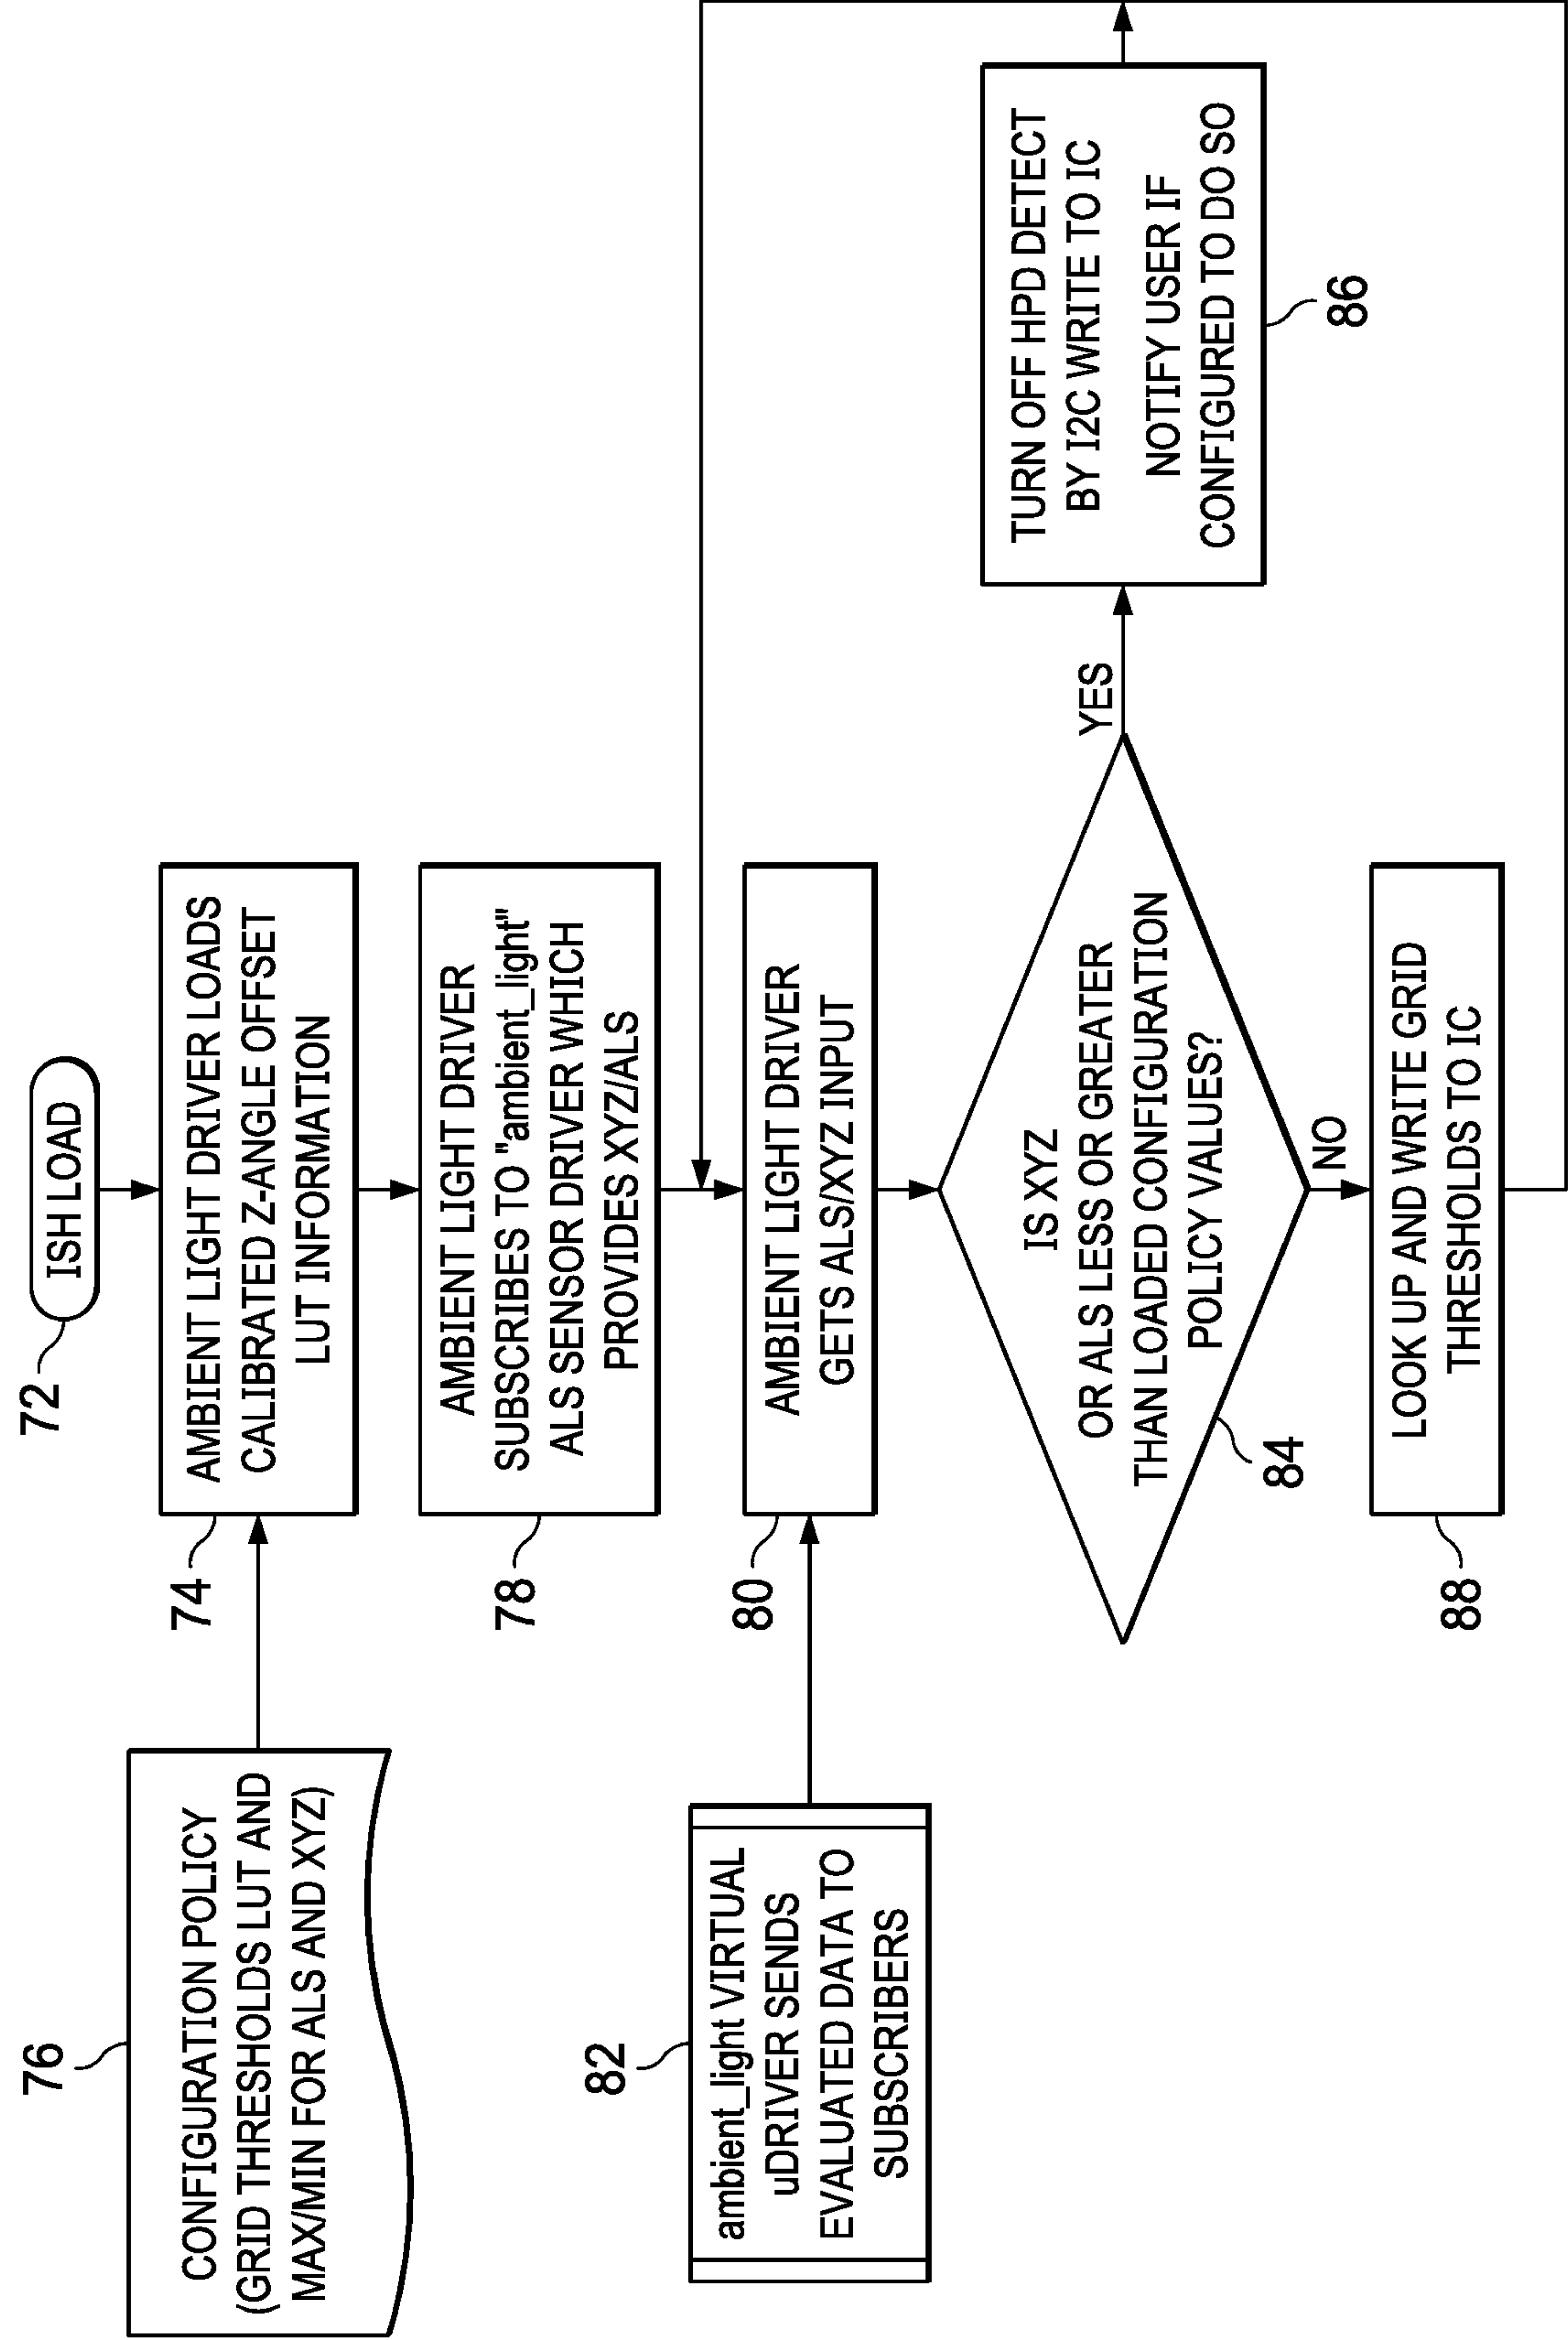 72
ISH LOAD
76
CONFIGURATION POLICY
(GRID THRESHOLDS LUT AND
MAX/MIN FOR ALS AND XYZ)
74
AMBIENT LIGHT DRIVER LOADS
CALIBRATED Z-ANGLE OFFSET
LUT INFORMATION
78
AMBIENT LIGHT DRIVER
SUBSCRIBES TO "ambient_light"
ALS SENSOR DRIVER WHICH
PROVIDES XYZ/ALS
82
ambient_light VIRTUAL
uDRIVER SENDS
EVALUATED DATA TO
SUBSCRIBERS
80
AMBIENT LIGHT DRIVER
GETS ALS/XYZ INPUT
IS XYZ
OR ALS LESS OR GREATER
THAN LOADED CONFIGURATION
POLICY VALUES?
84
YES
TURN OFF HPD DETECT
BY I2C WRITE TO IC
NOTIFY USER IF
CONFIGURED TO DO SO
86
NO
88
LOOK UP AND WRITE GRID
THRESHOLDS TO IC